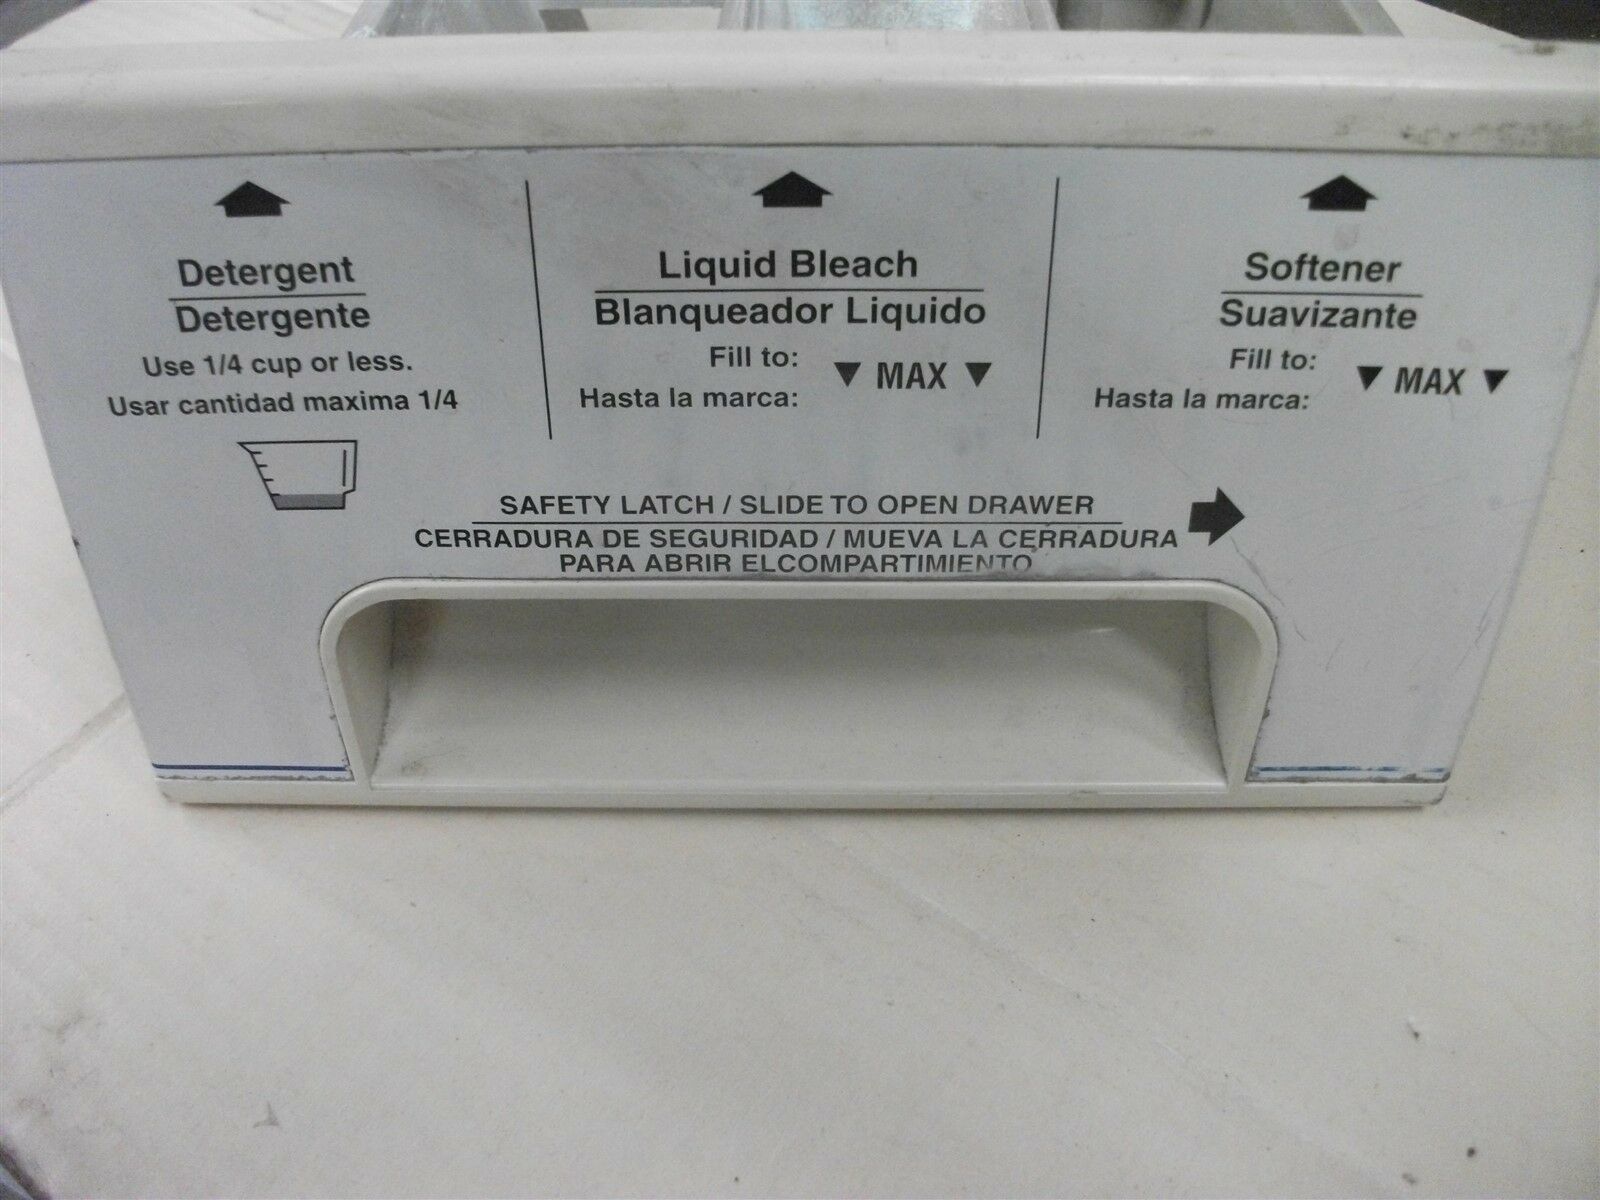 Detergent
Detergente
Use 1/4 cup or less.
Usar cantidad maxima 1/4
Liquid Bleach
Blanqueador Liquido
Fill to:
Hasta la marca:
▼ MAX ▼
Softener
Suavizante
Fill to:
Hasta la marca:
▼ MAX ▼
SAFETY LATCH / SLIDE TO OPEN DRAWER
CERRADURA DE SEGURIDAD / MUEVA LA CERRADURA
PARA ABRIR ELCOMPARTIMIENTO